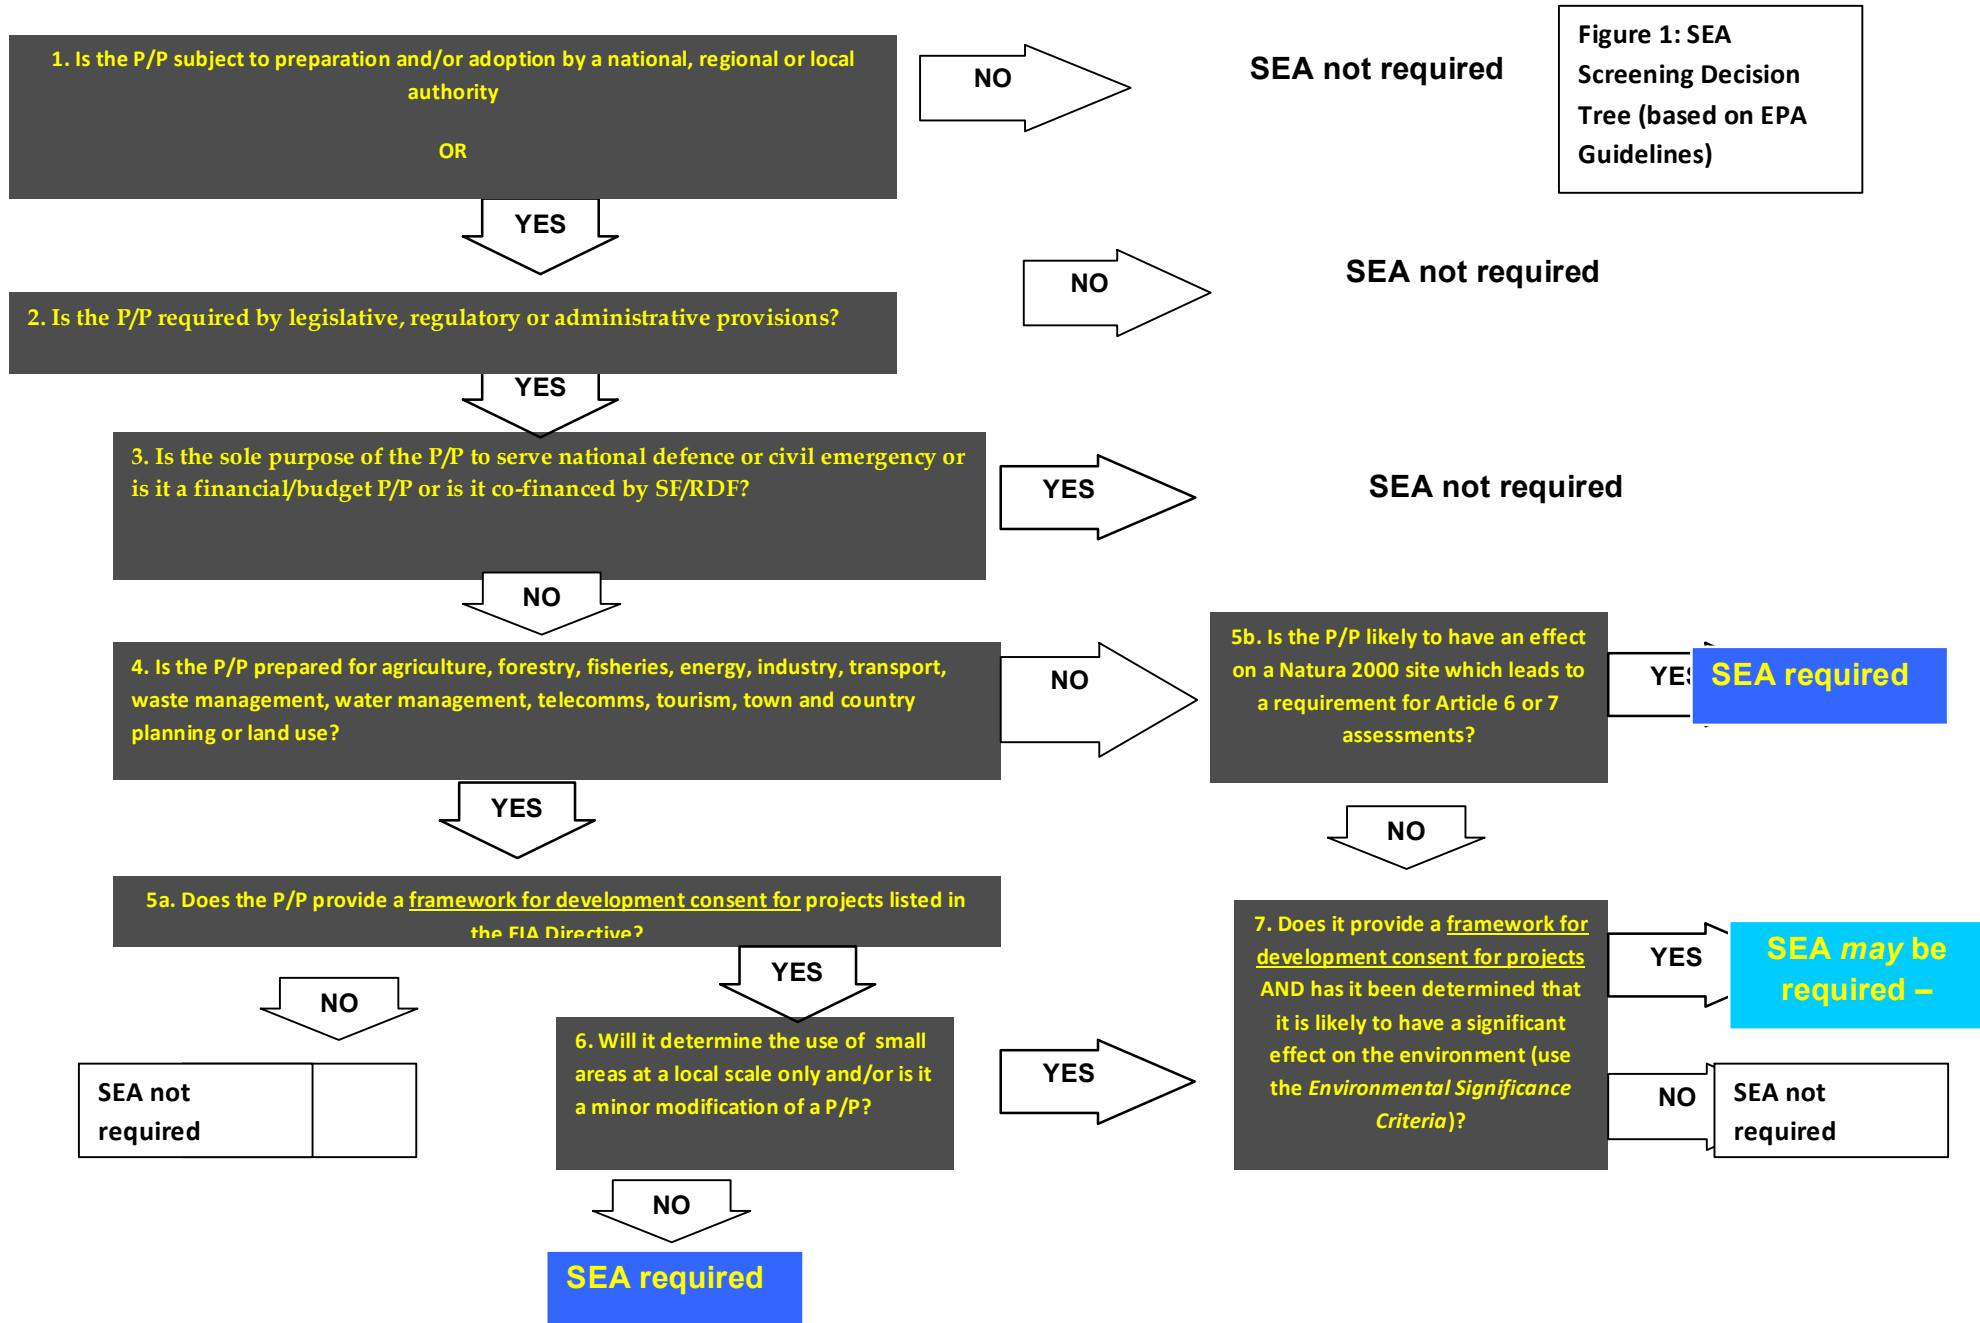 1. Is the P/P subject to preparation and/or adoption by a national, regional or local
authority
OR
NO
SEA not required
Figure 1: SEA
Screening Decision
Tree (based on EPA
Guidelines)
YES
2. Is the P/P required by legislative, regulatory or administrative provisions?
NO
SEA not required
YES
3. Is the sole purpose of the P/P to serve national defence or civil emergency or
is it a financial/budget P/P or is it co-financed by SF/RDF?
YES
SEA not required
NO
4. Is the P/P prepared for agriculture, forestry, fisheries, energy, industry, transport,
waste management, water management, telecomms, tourism, town and country
planning or land use?
NO
5b. Is the P/P likely to have an effect
on a Natura 2000 site which leads to
a requirement for Article 6 or 7
assessments?
YES
SEA required
YES
NO
5a. Does the P/P provide a framework for development consent for projects listed in
the EIA Directive?
NO
SEA not
required
YES
6. Will it determine the use of small
areas at a local scale only and/or is it
a minor modification of a P/P?
YES
7. Does it provide a framework for
development consent for projects
AND has it been determined that
it is likely to have a significant
effect on the environment (use
the Environmental Significance
Criteria)?
YES
SEA may be
required –
NO
SEA not
required
NO
SEA required